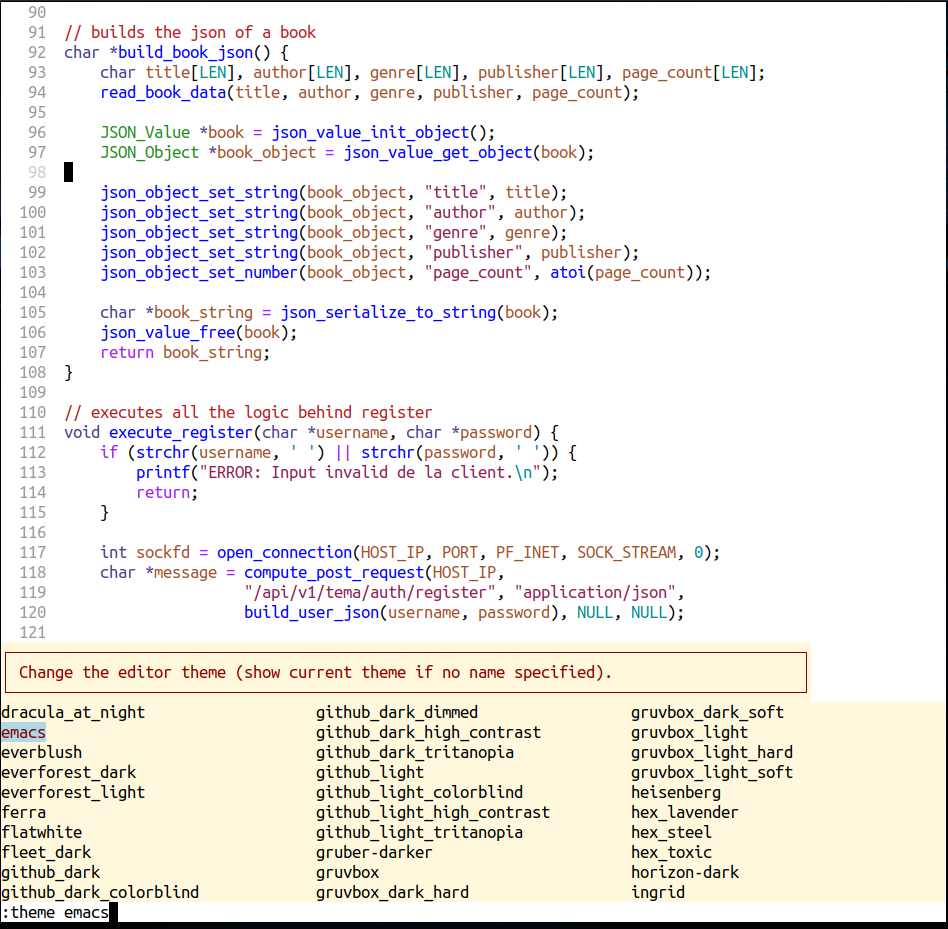 90
91 // builds the json of a book
92 char *build_book_json() {
93     char title[LEN], author[LEN], genre[LEN], publisher[LEN], page_count[LEN];
94     read_book_data(title, author, genre, publisher, page_count);
95
96     JSON_Value *book = json_value_init_object();
97     JSON_Object *book_object = json_value_get_object(book);
98
99     json_object_set_string(book_object, "title", title);
100     json_object_set_string(book_object, "author", author);
101     json_object_set_string(book_object, "genre", genre);
102     json_object_set_string(book_object, "publisher", publisher);
103     json_object_set_number(book_object, "page_count", atoi(page_count));
104
105     char *book_string = json_serialize_to_string(book);
106     json_value_free(book);
107     return book_string;
108 }
109
110 // executes all the logic behind register
111 void execute_register(char *username, char *password) {
112     if (strchr(username, ' ') || strchr(password, ' ')) {
113         printf("ERROR: Input invalid de la client.\n");
114         return;
115     }
116
117     int sockfd = open_connection(HOST_IP, PORT, PF_INET, SOCK_STREAM, 0);
118     char *message = compute_post_request(HOST_IP,
119                     "/api/v1/tema/auth/register", "application/json",
120                     build_user_json(username, password), NULL, NULL);
121
Change the editor theme (show current theme if no name specified).
dracula_at_night github_dark_dimmed gruvbox_dark_soft
emacs github_dark_high_contrast gruvbox_light
everblush github_dark_tritanopia gruvbox_light_hard
everforest_dark github_light gruvbox_light_soft
everforest_light github_light_colorblind heisenberg
ferra github_light_high_contrast hex_lavender
flatwhite github_light_tritanopia hex_steel
fleet_dark gruber-darker hex_toxic
github_dark gruvbox horizon-dark
github_dark_colorblind gruvbox_dark_hard ingrid
:theme emacs